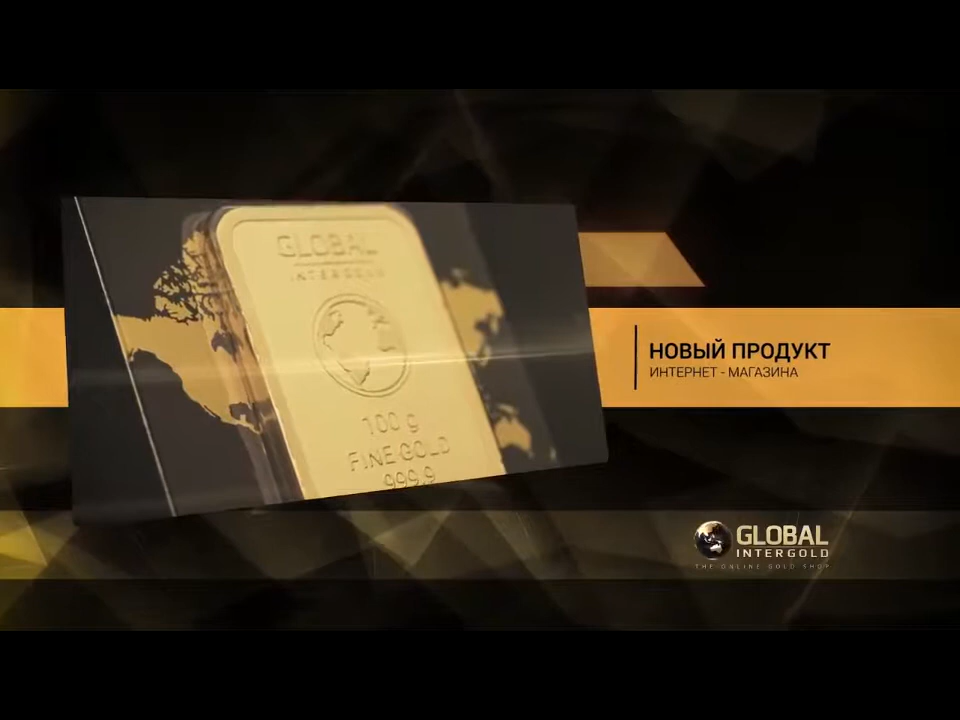 GLOBAL
INTERGOLD
100 g
FINE GOLD
999.9
НОВЫЙ ПРОДУКТ
ИНТЕРНЕТ - МАГАЗИНА
GLOBAL
INTERGOLD
THE ONLINE GOLD SHOP